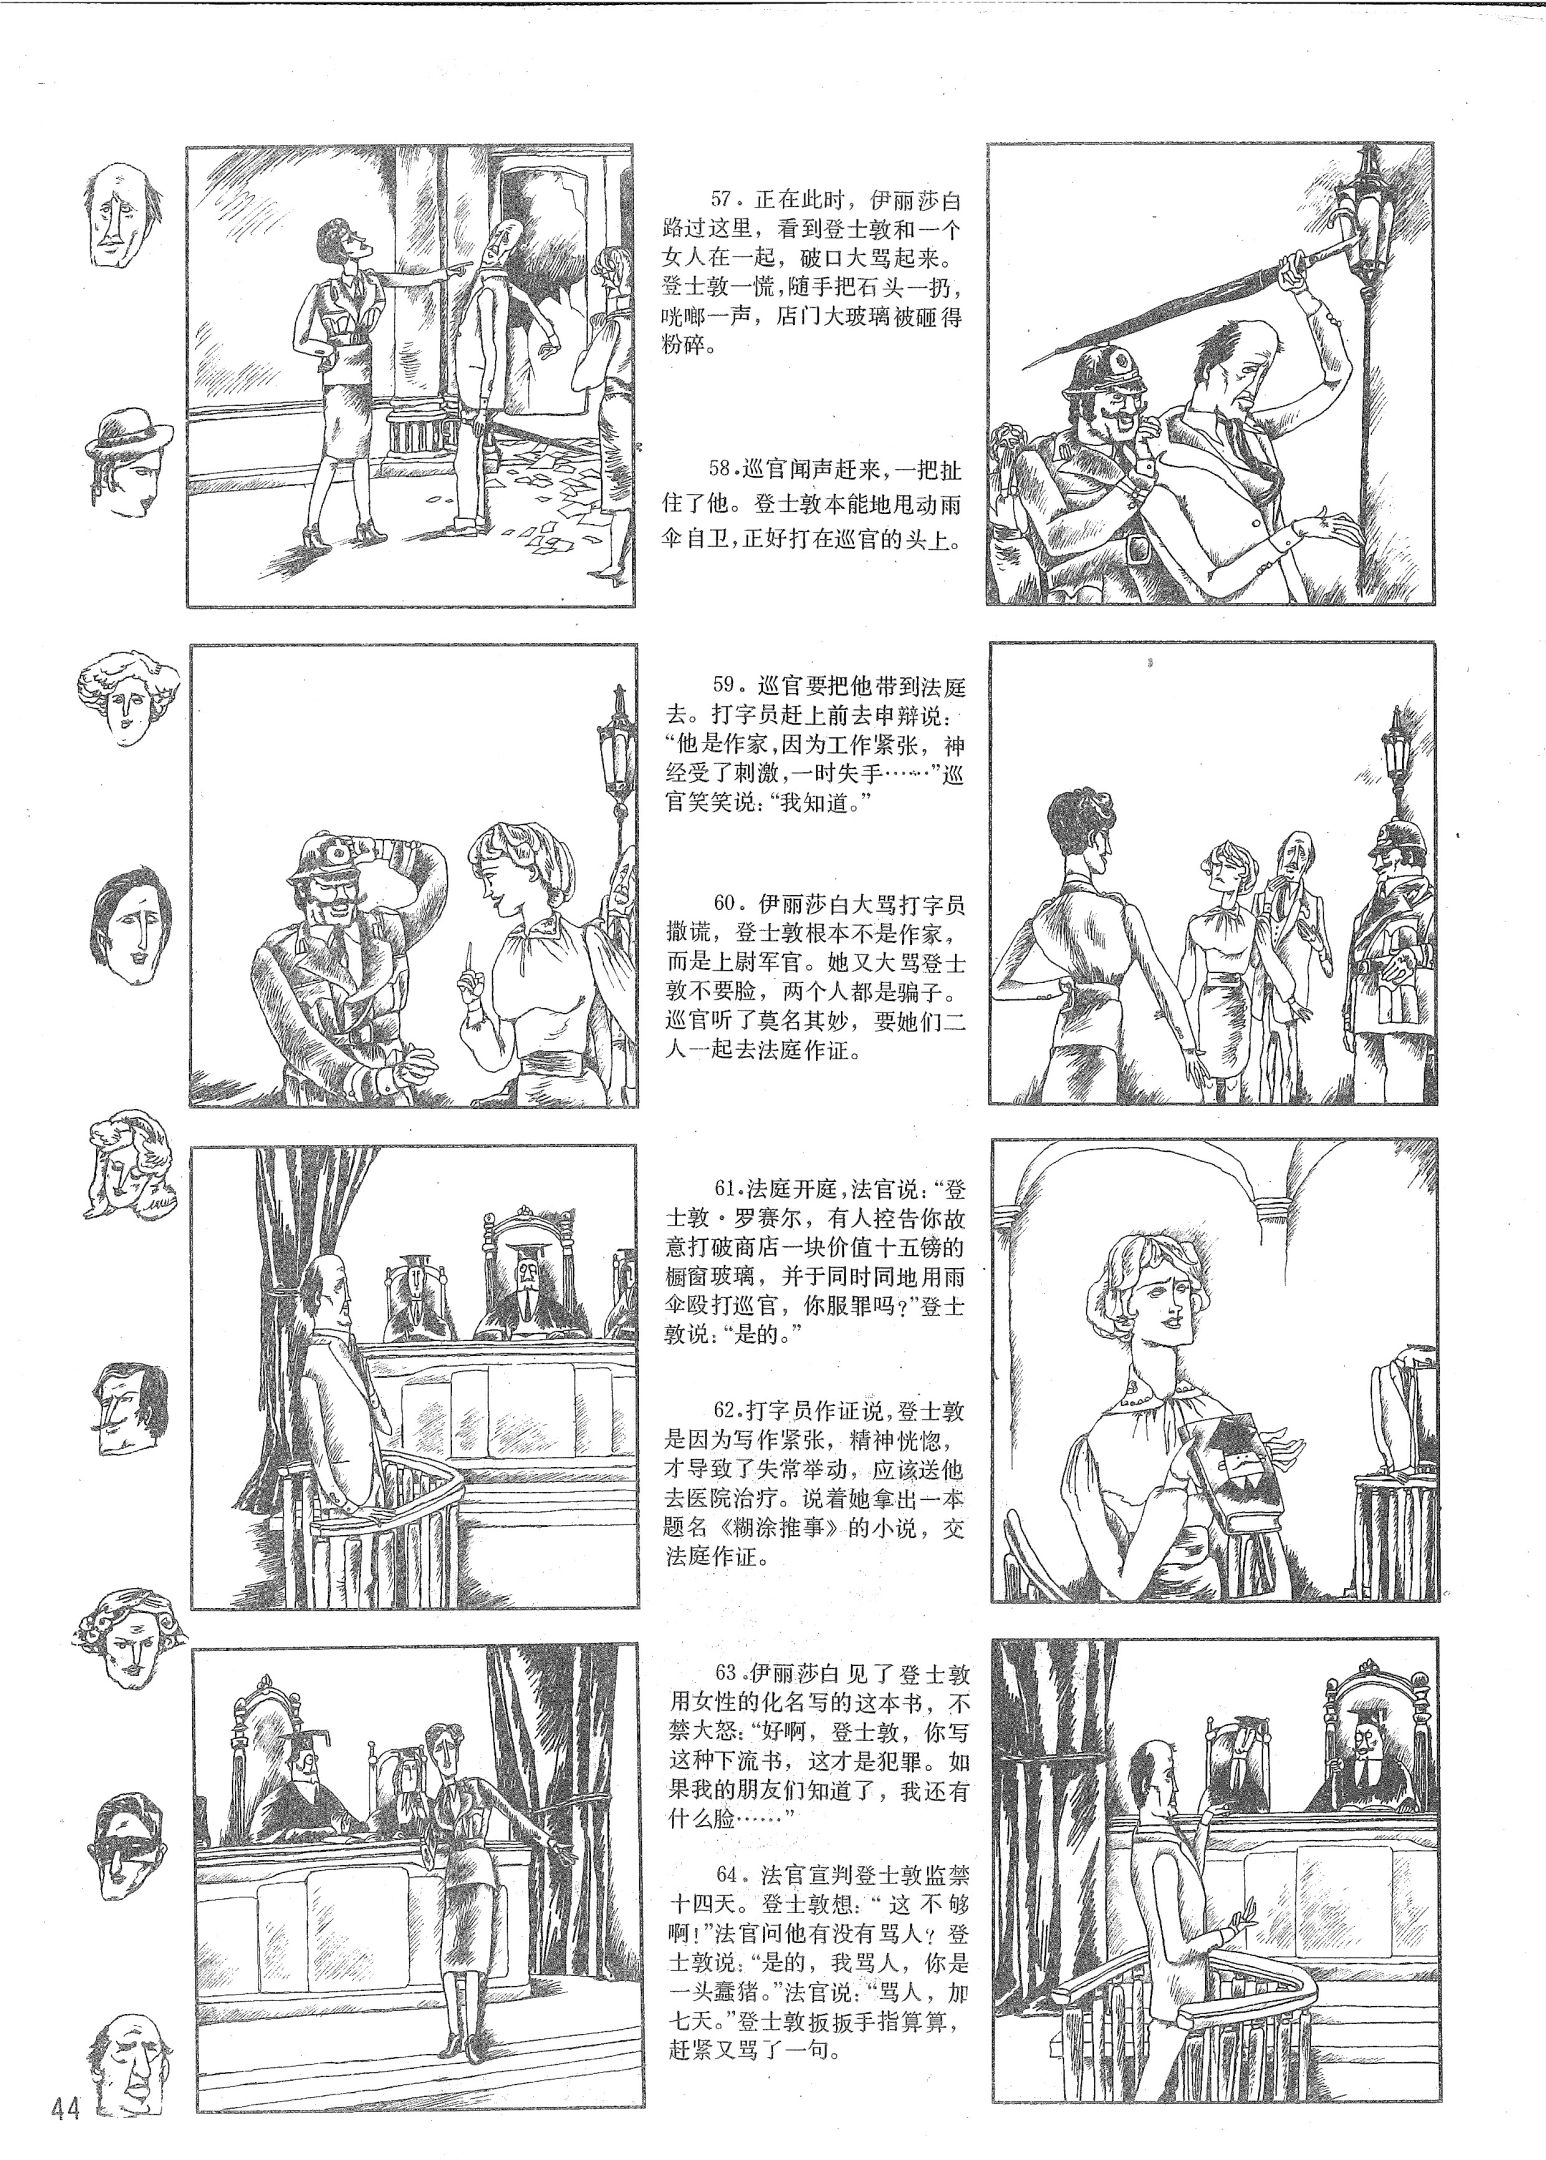 57。正在此时，伊丽莎白
路过这里，看到登士敦和一个
女人在一起，破口大骂起来。
登士敦一慌，随手把石头一扔，
咣啷一声，店门大玻璃被砸得
粉碎。
58.巡官闻声赶来，一把扯
住了他。登士敦本能地甩动雨
伞自卫，正好打在巡官的头上。
59。巡官要把他带到法庭
去。打字员赶上前去申辩说：
“他是作家，因为工作紧张，神
经受了刺激，一时失手……”巡
官笑笑说：“我知道。”
60。伊丽莎白大骂打字员
撒谎，登士敦根本不是作家，
而是上尉军官。她又大骂登士
敦不要脸，两个人都是骗子。
巡官听了莫名其妙，要她们二
人一起去法庭作证。
61.法庭开庭，法官说：“登
士敦·罗赛尔，有人控告你故
意打破商店一块价值十五镑的
橱窗玻璃，并于同时同地用雨
伞殴打巡官，你服罪吗？”登士
敦说：“是的。”
62.打字员作证说，登士敦
是因为写作紧张，精神恍惚，
才导致了失常举动，应该送他
去医院治疗。说着她拿出一本
题名《糊涂推事》的小说，交
法庭作证。
63.伊丽莎白见了登士敦
用女性的化名写的这本书，不
禁大怒：“好啊，登士敦，你写
这种下流书，这才是犯罪。如
果我的朋友们知道了，我还有
什么脸……”
64。法官宣判登士敦监禁
十四天。登士敦想：“这不够
啊！”法官问他有没有骂人？登
士敦说：“是的，我骂人，你是
一头蠢猪。”法官说：“骂人，加
七天。”登士敦扳扳手指算算，
赶紧又骂了一句。
44